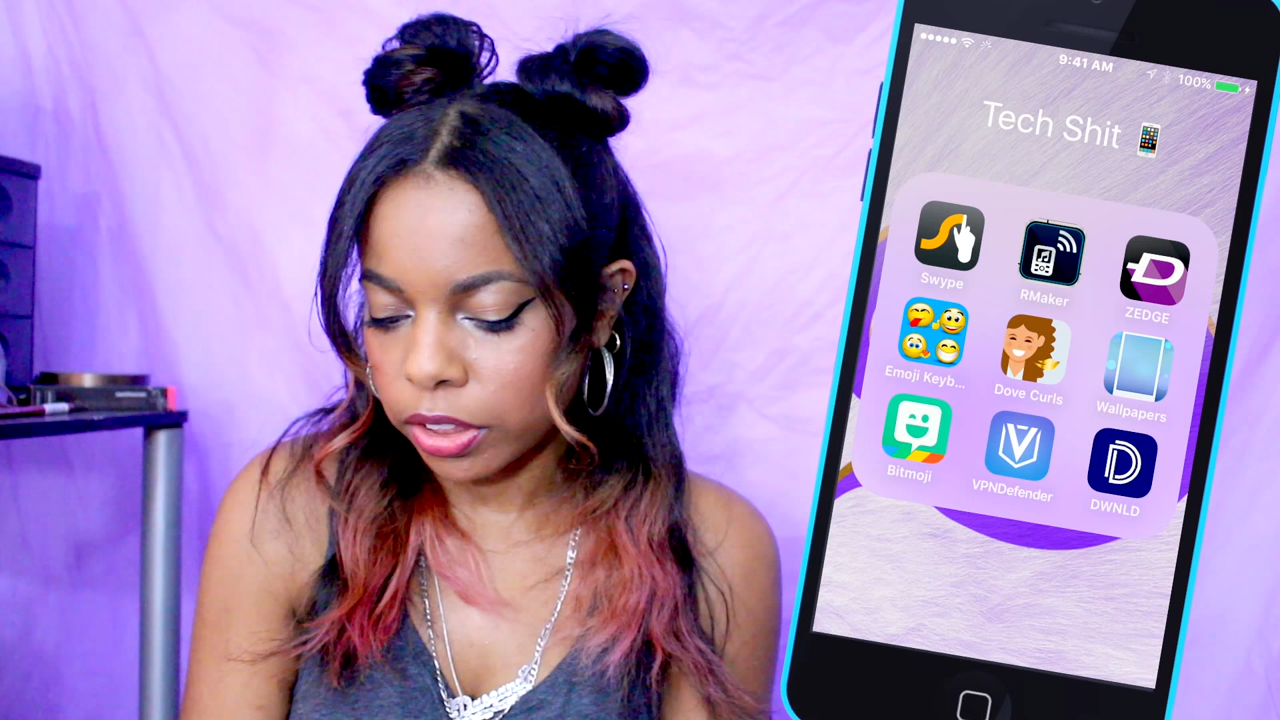 9:41 AM
100%
Tech Shit
Swype
RMaker
ZEDGE
Emoji Keyb...
Dove Curls
Wallpapers
Bitmoji
VPNDefender
DWNLD